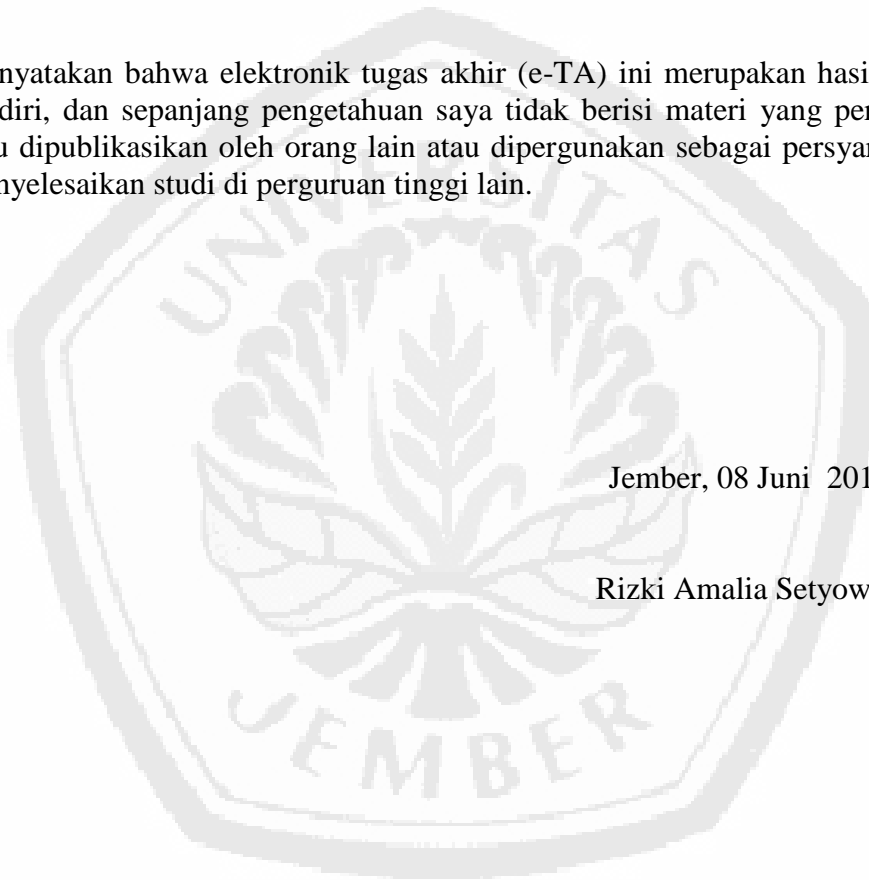 nyatakan bahwa elektronik tugas akhir (e-TA) ini merupakan hasi
diri, dan sepanjang pengetahuan saya tidak berisi materi yang per
u dipublikasikan oleh orang lain atau dipergunakan sebagai persyar
nyelesaikan studi di perguruan tinggi lain.
UNIVERSITAS
Jember, 08 Juni 201
Rizki Amalia Setyow
JEMBER